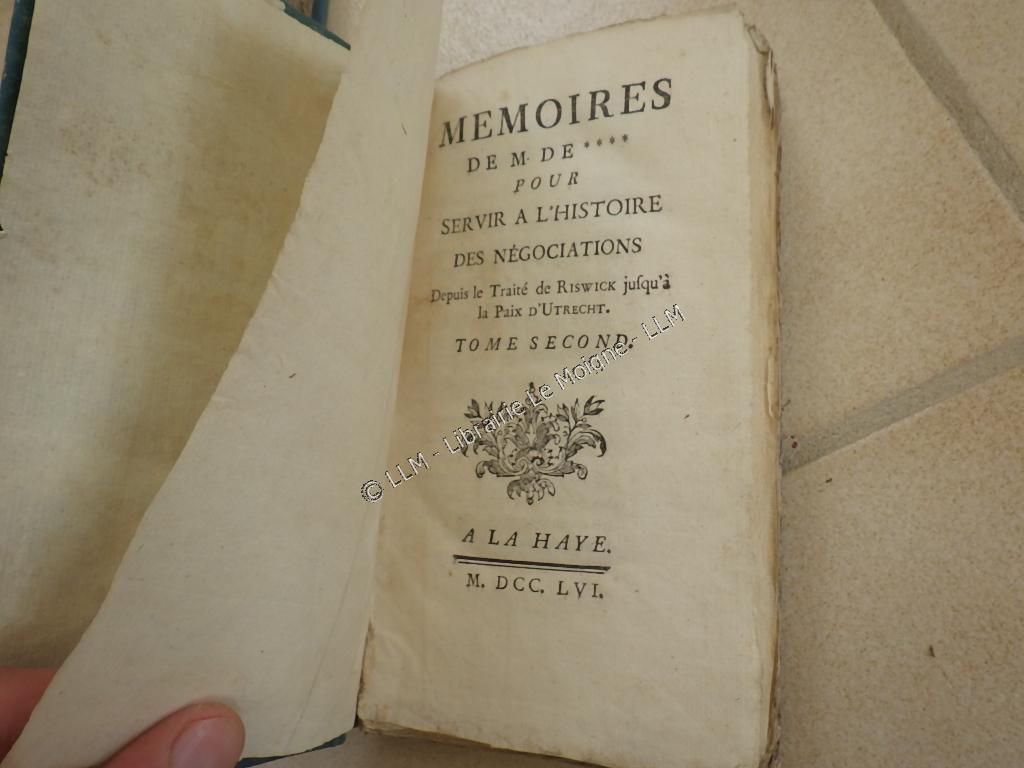 MEMOIRES
DE M. DE ****
POUR
SERVIR A L'HISTOIRE
DES NÉGOCIATIONS
Depuis le Traité de RISWICK juſqu'à
la Paix D'UTRECHT.
TOME SECOND.
A LA HAYE.
M. DCC. LVI.
© LLM - Librairie Le Moigne - LLM